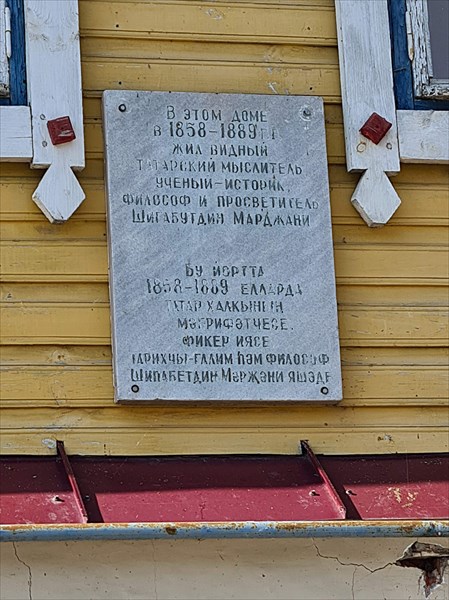 В ЭТОМ ДОМЕ
В 1858-1889 ГГ
ЖИЛ ВИДНЫЙ
ТАТАРСКИЙ МЫСЛИТЕЛЬ
УЧЕНЫЙ-ИСТОРИК,
ФИЛОСОФ И ПРОСВЕТИТЕЛЬ
ШИГАБУТДИН МАРДЖАНИ
БУ ЙОРТТА
1858-1889 ЕЛЛАРДА
ТАТАР ХАЛКЫНЫҢ
МӘГРИФӘТЧЕСЕ,
ФИКЕР ИЯСЕ
ТАРИХЧЫ-ГАЛИМ ҺӘМ ФИЛОСОФ
ШИҺАБЕТДИН МӘРҖӘНИ ЯШӘДЕ